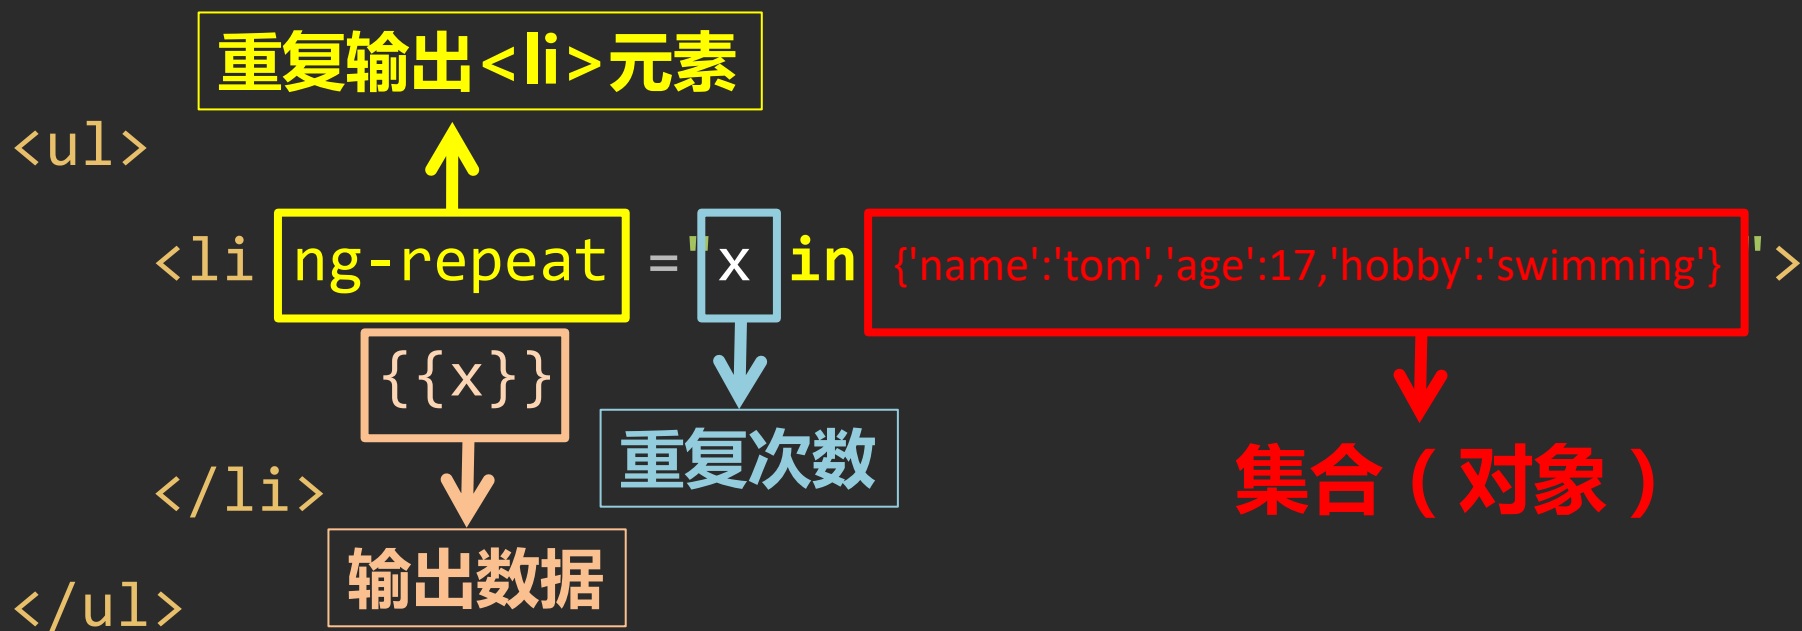 重复输出<li>元素
<ul>
<li ng-repeat ="x in {'name':'tom','age':17,'hobby':'swimming'} ">
{{x}}
重复次数
集合（对象）
</li>
输出数据
</ul>